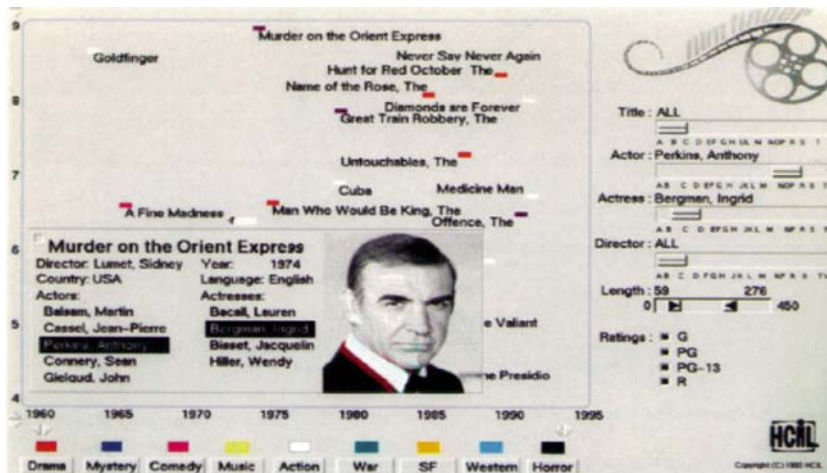 9
Murder on the Orient Express
Goldfinger
Never Say Never Again
Hunt for Red October The
Name of the Rose, The
8
Diamonds are Forever
Great Train Robbery, The
Untouchables, The
7
Cuba
Medicine Man
A Fine Madness
Man Who Would Be King, The
Offence, The
6
Murder on the Orient Express
Director: Lumet, Sidney Year: 1974
Country: USA Language: English
Actors: Actresses:
Balsam, Martin Bacall, Lauren
Cassel, Jean-Pierre Bergman, Ingrid
Perkins, Anthony Bisset, Jacquelin
Connery, Sean Hiller, Wendy
Gielgud, John
5
e Valiant
ne Presidio
4
1960 1965 1970 1975 1980 1985 1990 1995
Drama Mystery Comedy Music Action War SF Western Horror
Title : ALL
Actor : Perkins, Anthony
Actress : Bergman, Ingrid
Director : ALL
Length : 59 276
0 450
Ratings : G
PG
PG-13
R
HCIL
Copyright (C) HCIL